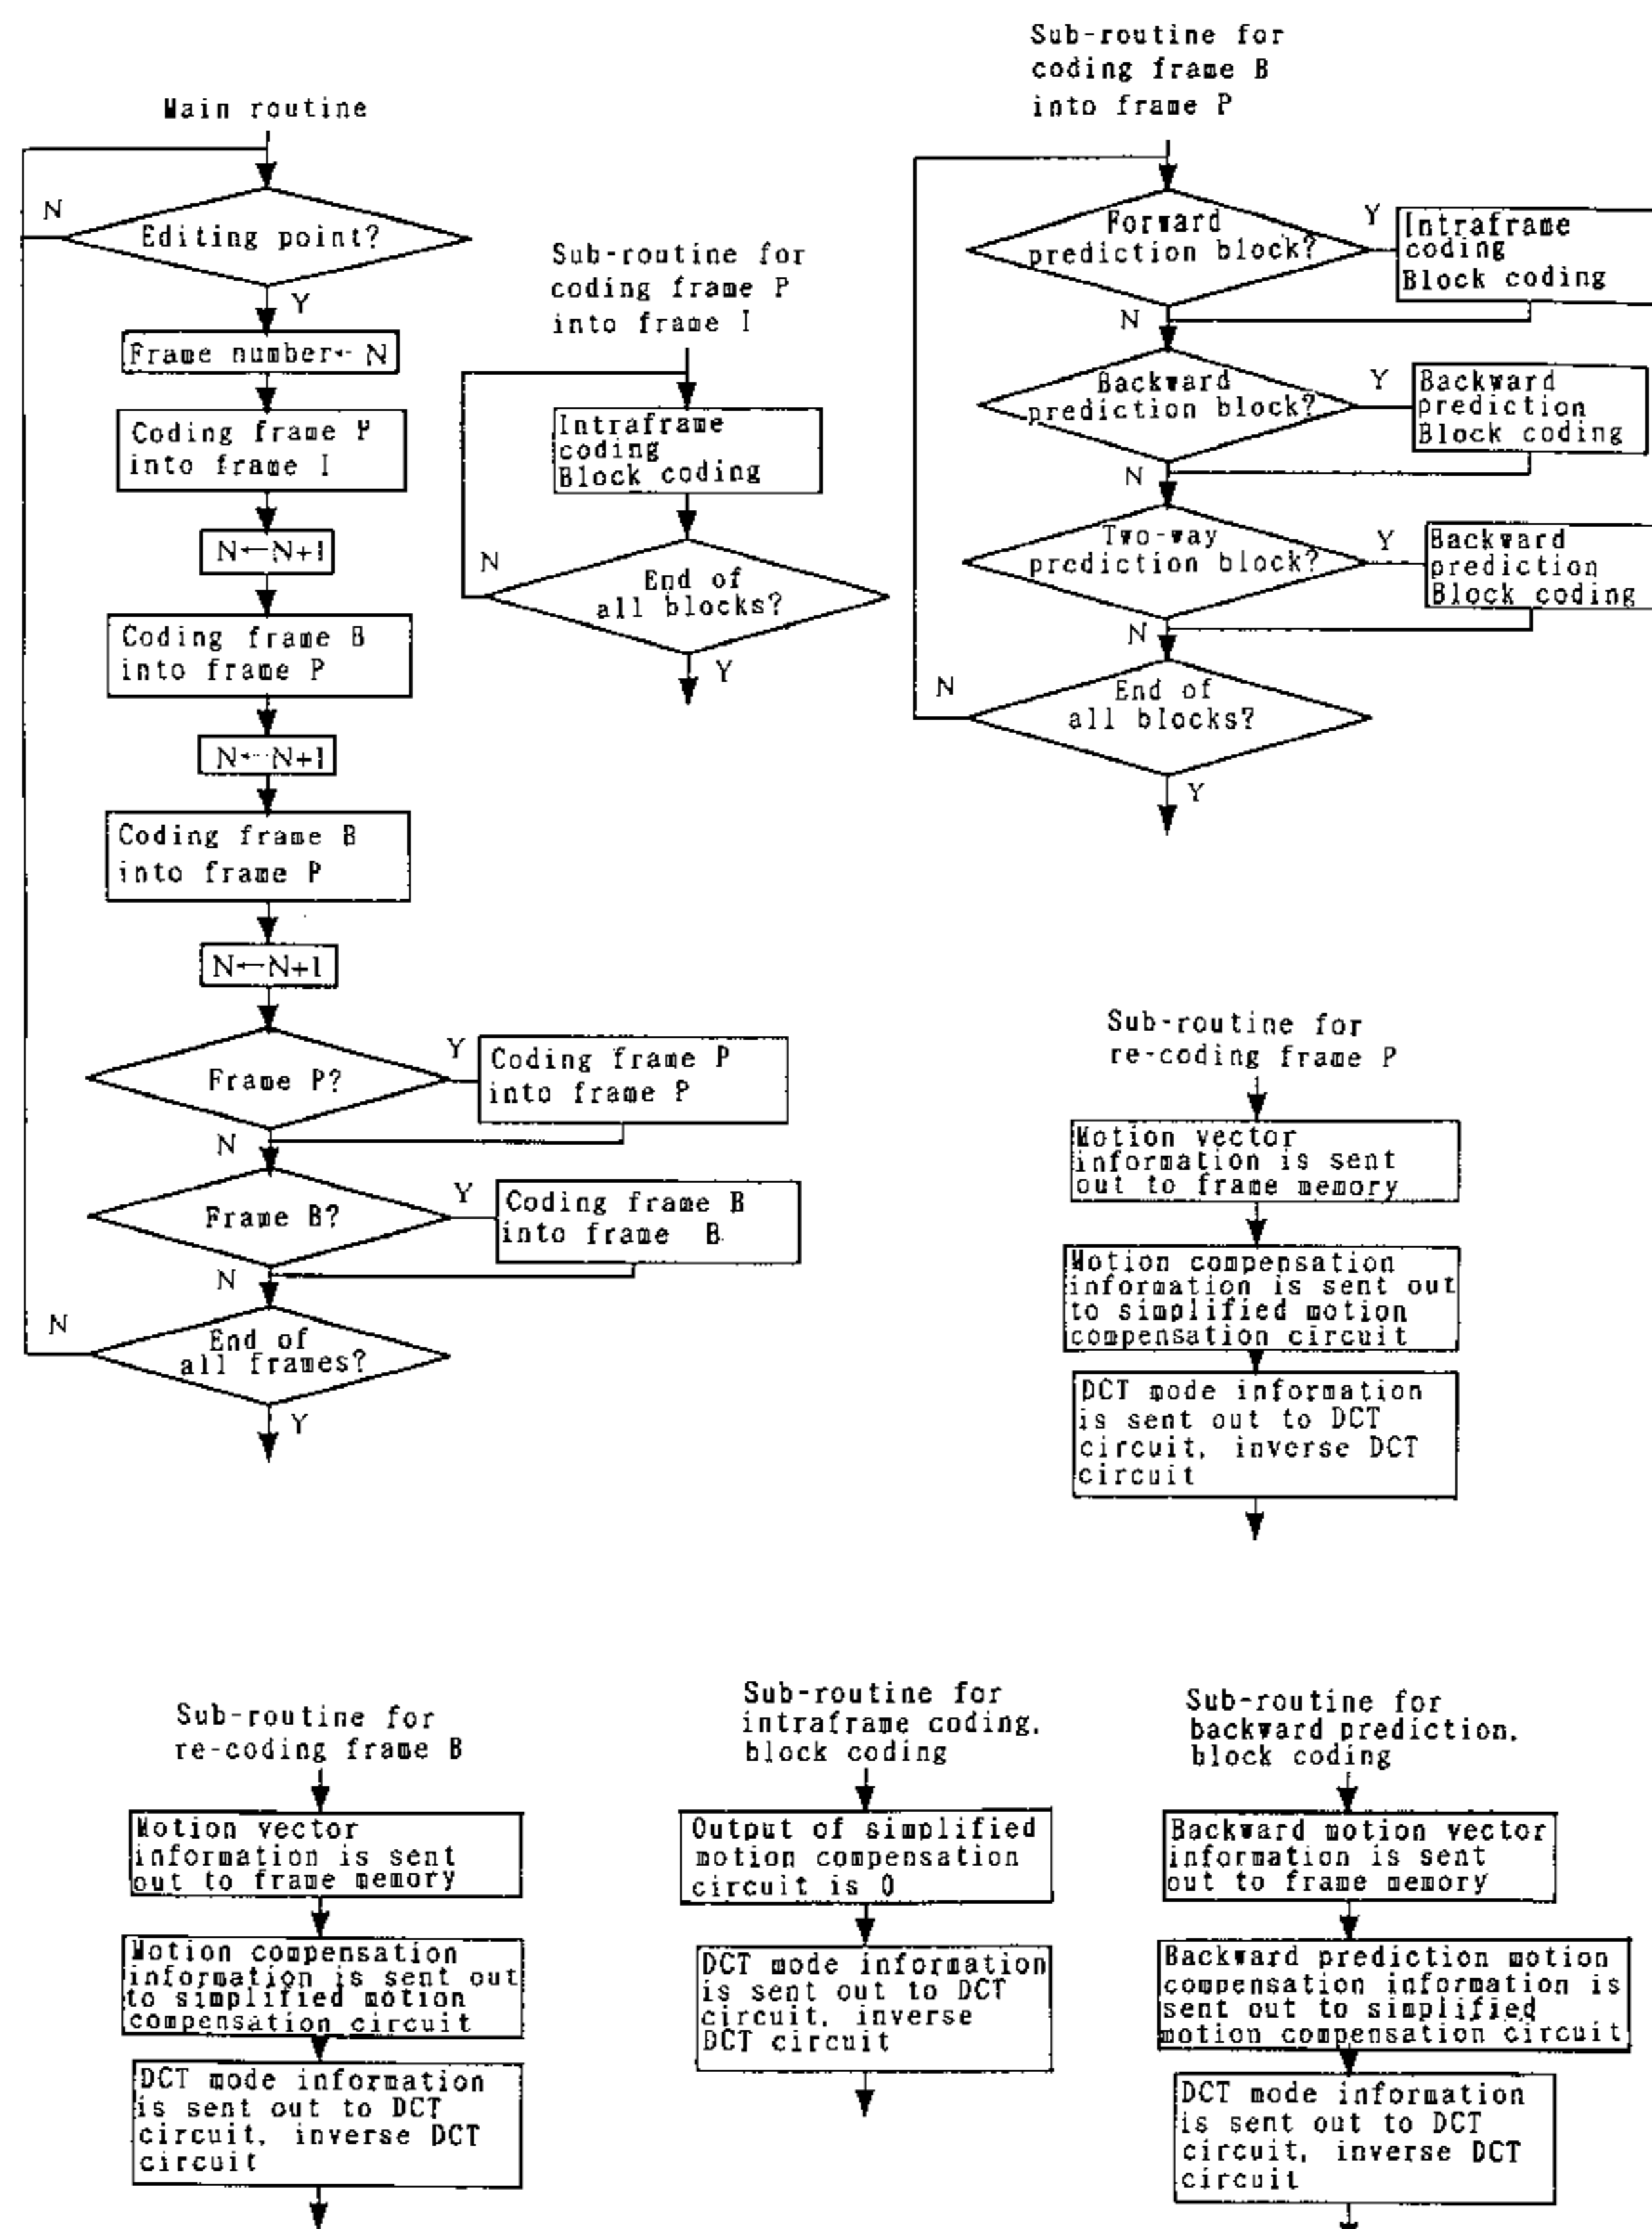 Main routine
Editing point?
N
Y
Frame number← N
Coding frame P
into frame I
N←N+1
Coding frame B
into frame P
N←N+1
Coding frame B
into frame P
N←N+1
Frame P?
Y
Coding frame P
into frame P
N
Frame B?
Y
Coding frame B
into frame B
N
End of
all frames?
N
Y
Sub-routine for
coding frame P
into frame I
Intraframe
coding
Block coding
End of
all blocks?
N
Y
Sub-routine for
coding frame B
into frame P
Forward
prediction block?
Y
Intraframe
coding
Block coding
N
Backward
prediction block?
Y
Backward
prediction
Block coding
N
Two-way
prediction block?
Y
Backward
prediction
Block coding
N
End of
all blocks?
N
Y
Sub-routine for
re-coding frame P
Motion vector
information is sent
out to frame memory
Motion compensation
information is sent out
to simplified motion
compensation circuit
DCT mode information
is sent out to DCT
circuit, inverse DCT
circuit
Sub-routine for
re-coding frame B
Motion vector
information is sent
out to frame memory
Motion compensation
information is sent out
to simplified motion
compensation circuit
DCT mode information
is sent out to DCT
circuit, inverse DCT
circuit
Sub-routine for
intraframe coding,
block coding
Output of simplified
motion compensation
circuit is 0
DCT mode information
is sent out to DCT
circuit, inverse
DCT circuit
Sub-routine for
backward prediction,
block coding
Backward motion vector
information is sent
out to frame memory
Backward prediction motion
compensation information is
sent out to simplified
motion compensation circuit
DCT mode information
is sent out to DCT
circuit, inverse DCT
circuit